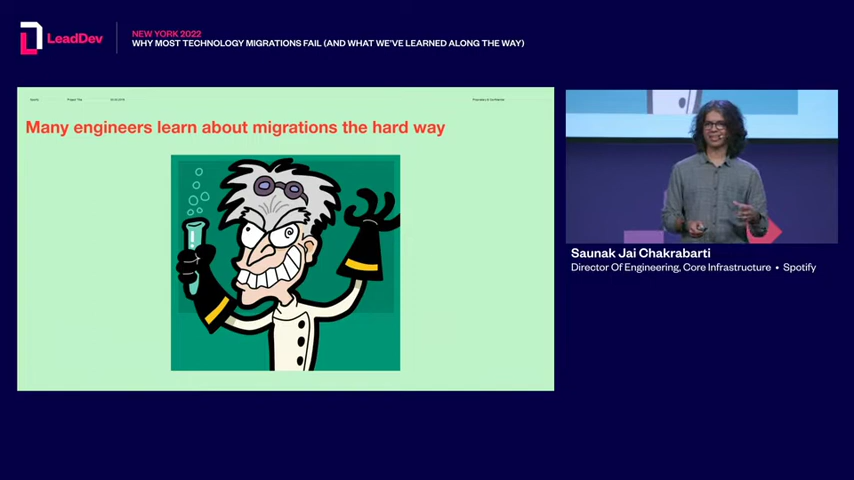 LeadDev
NEW YORK 2022
WHY MOST TECHNOLOGY MIGRATIONS FAIL (AND WHAT WE'VE LEARNED ALONG THE WAY)
Many engineers learn about migrations the hard way
Saunak Jai Chakrabarti
Director Of Engineering, Core Infrastructure • Spotify